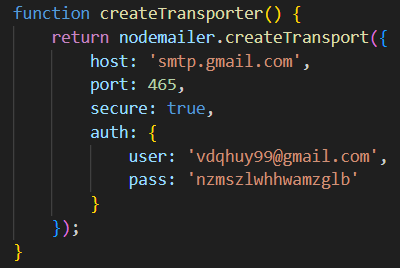 function createTransporter() {
    return nodemailer.createTransport({
        host: 'smtp.gmail.com',
        port: 465,
        secure: true,
        auth: {
            user: 'vdqhuy99@gmail.com',
            pass: 'nzmszlwhhwamzglb'
        }
    });
}